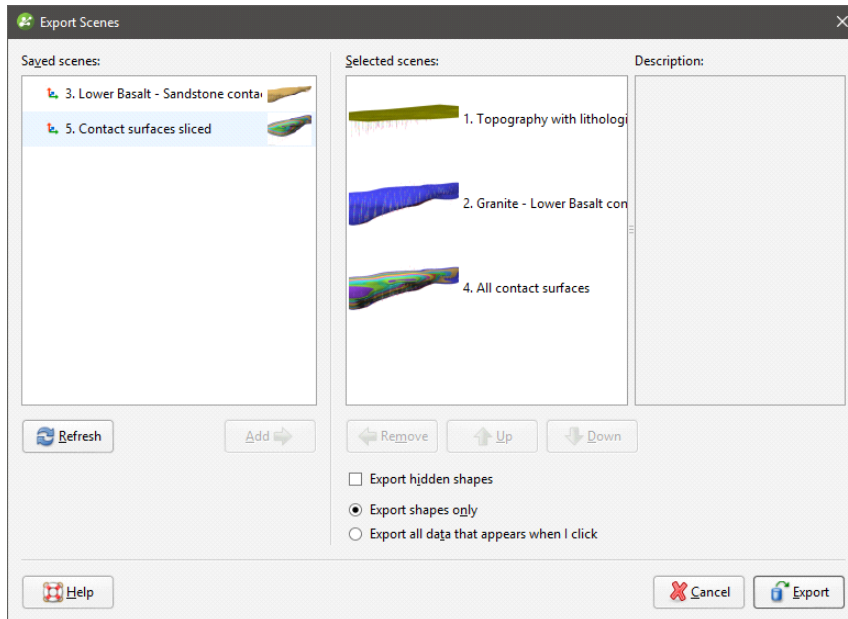 Export Scenes
Saved scenes:
3. Lower Basalt - Sandstone conta
5. Contact surfaces sliced
Refresh
Add
Selected scenes:
1. Topography with lithologi
2. Granite - Lower Basalt con
4. All contact surfaces
Description:
Remove
Up
Down
Export hidden shapes
Export shapes only
Export all data that appears when I click
Help
Cancel
Export